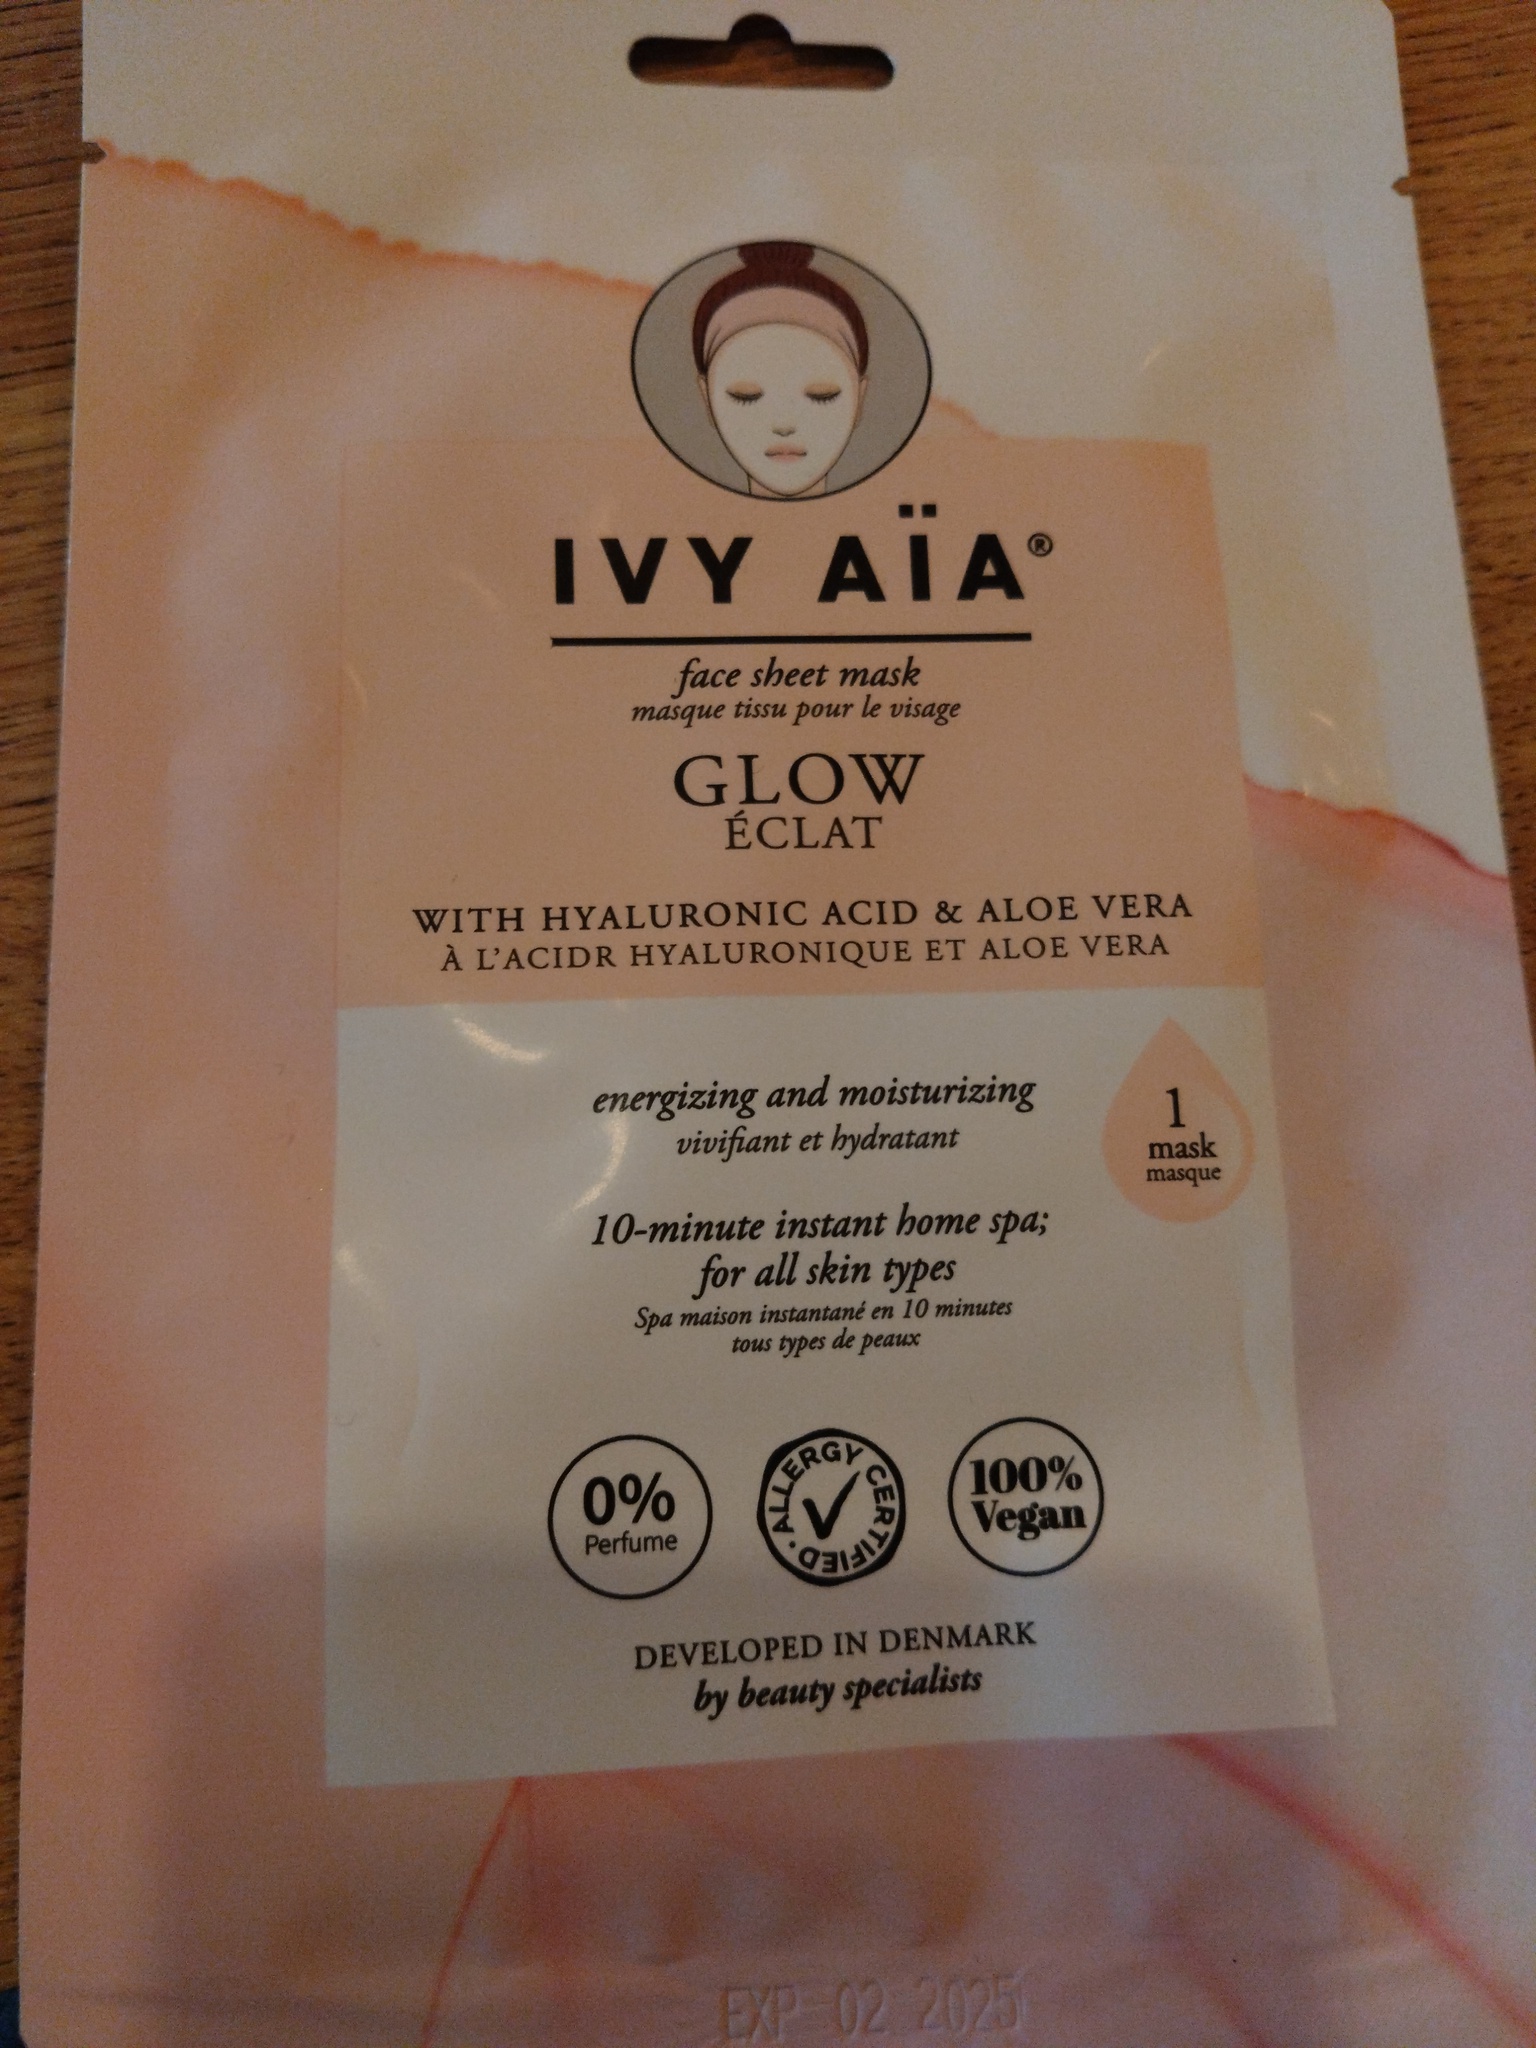 IVY AÏA®
face sheet mask
masque tissu pour le visage
GLOW
ÉCLAT
WITH HYALURONIC ACID & ALOE VERA
À L'ACIDR HYALURONIQUE ET ALOE VERA
energizing and moisturizing
vivifiant et hydratant
1
mask
masque
10-minute instant home spa;
for all skin types
Spa maison instantané en 10 minutes
tous types de peaux
0%
Perfume
ALLERGY CERTIFIED
100%
Vegan
DEVELOPED IN DENMARK
by beauty specialists
EXP 02 2025